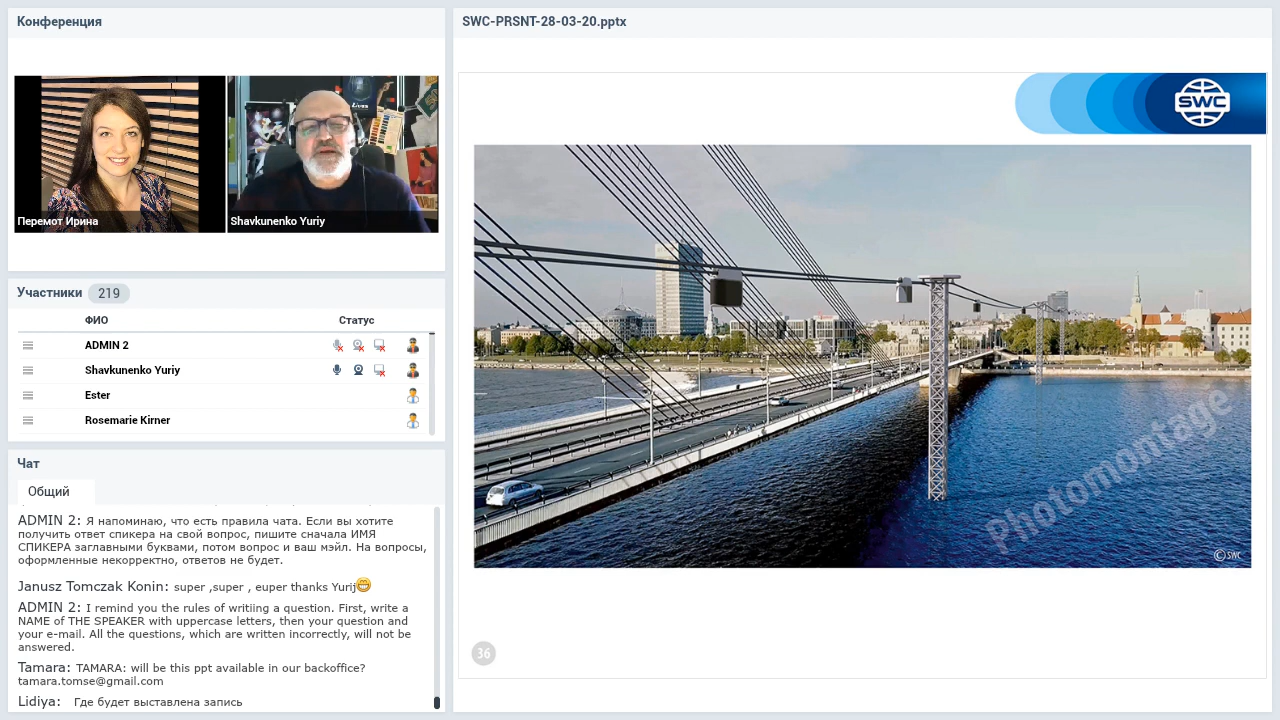 Конференция
Перемот Ирина
Shavkunenko Yuriy
Участники 219
ФИО Статус
ADMIN 2
Shavkunenko Yuriy
Ester
Rosemarie Kirner
Чат
Общий
ADMIN 2: Я напоминаю, что есть правила чата. Если вы хотите
получить ответ спикера на свой вопрос, пишите сначала ИМЯ
СПИКЕРА заглавными буквами, потом вопрос и ваш мэйл. На вопросы,
оформленные некорректно, ответов не будет.
Janusz Tomczak Konin: super ,super , euper thanks Yurij
ADMIN 2: I remind you the rules of writiing a question. First, write a
NAME of THE SPEAKER with uppercase letters, then your question and
your e-mail. All the questions, which are written incorrectly, will not be
answered.
Tamara: TAMARA: will be this ppt available in our backoffice?
tamara.tomse@gmail.com
Lidiya: Где будет выставлена запись
SWC-PRSNT-28-03-20.pptx
SWC
Photomontage
© SWC
36